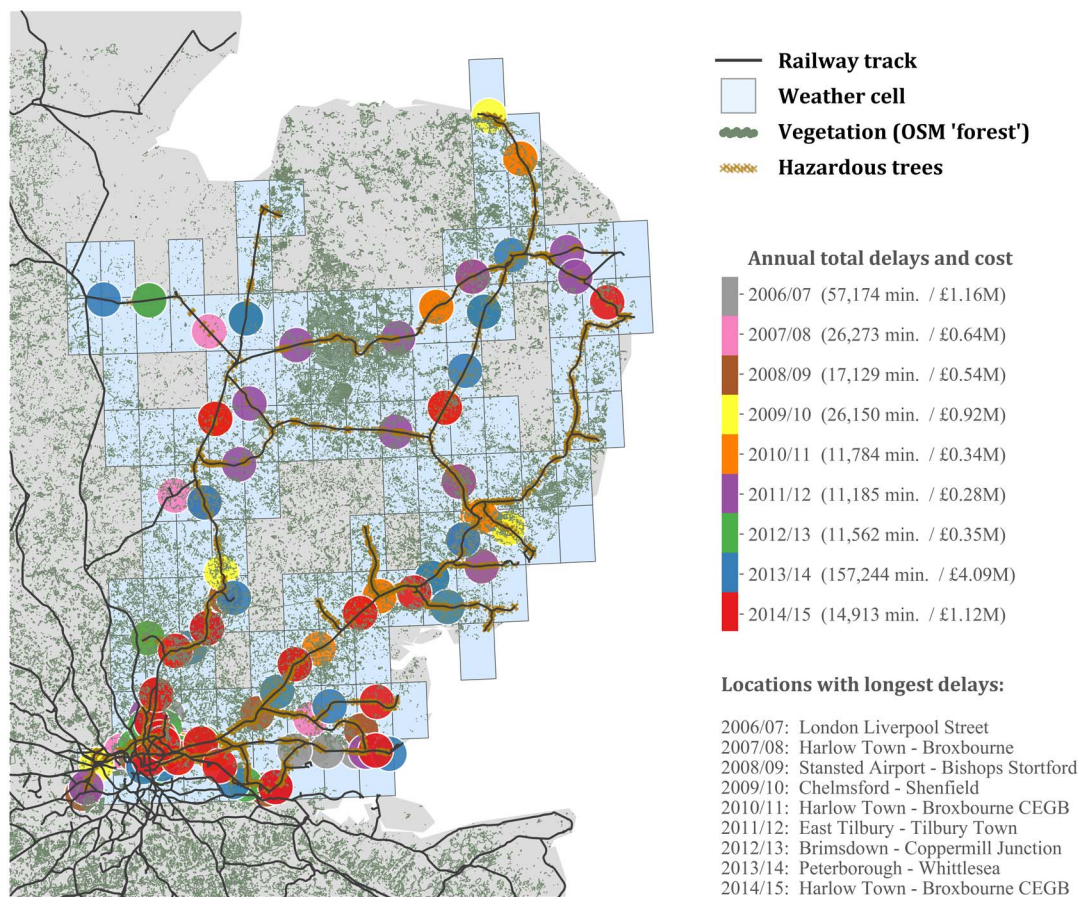 Railway track
Weather cell
Vegetation (OSM 'forest')
Hazardous trees
Annual total delays and cost
2006/07 (57,174 min. / £1.16M)
2007/08 (26,273 min. / £0.64M)
2008/09 (17,129 min. / £0.54M)
2009/10 (26,150 min. / £0.92M)
2010/11 (11,784 min. / £0.34M)
2011/12 (11,185 min. / £0.28M)
2012/13 (11,562 min. / £0.35M)
2013/14 (157,244 min. / £4.09M)
2014/15 (14,913 min. / £1.12M)
Locations with longest delays:
2006/07: London Liverpool Street
2007/08: Harlow Town - Broxbourne
2008/09: Stansted Airport - Bishops Stortford
2009/10: Chelmsford - Shenfield
2010/11: Harlow Town - Broxbourne CEGB
2011/12: East Tilbury - Tilbury Town
2012/13: Brimsdown - Coppermill Junction
2013/14: Peterborough - Whittlesea
2014/15: Harlow Town - Broxbourne CEGB